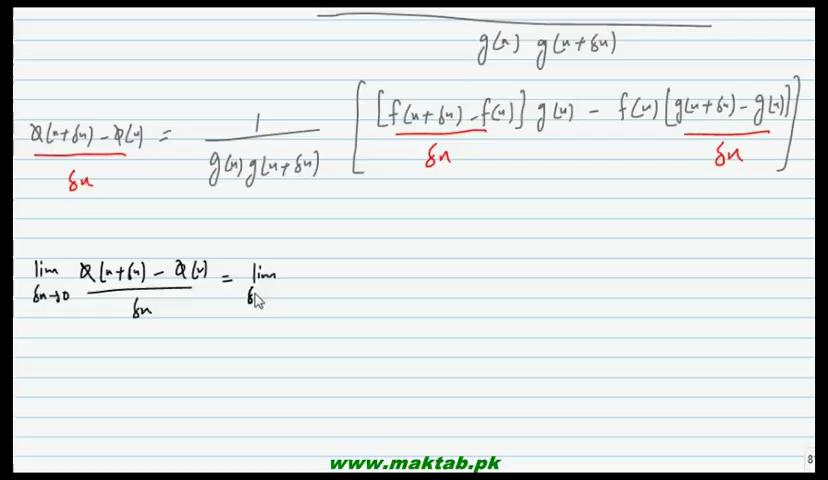 g(x) g(x+δx)
Q(x+δx) – Q(x) / δx = 1 / g(x) g(x+δx) [ [f(x+δx) – f(x)] / δx g(x) – f(x) [g(x+δx) – g(x)] / δx ]
lim δx→0 Q(x+δx) – Q(x) / δx = lim δ
www.maktab.pk